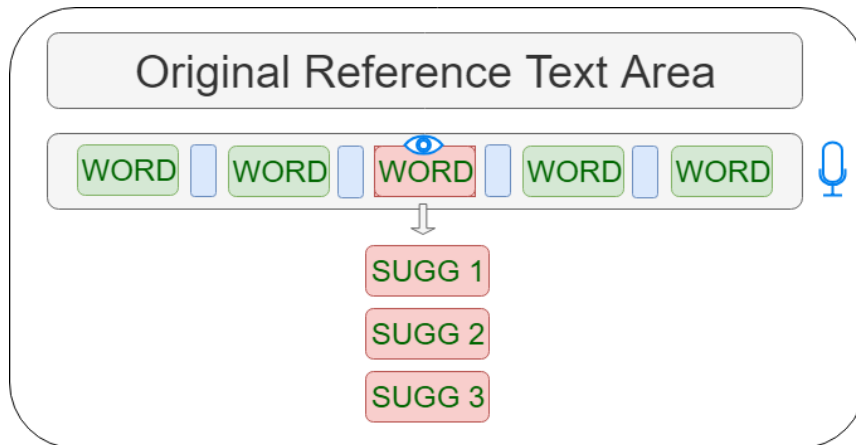 Original Reference Text Area
WORD WORD WORD WORD WORD
SUGG 1
SUGG 2
SUGG 3